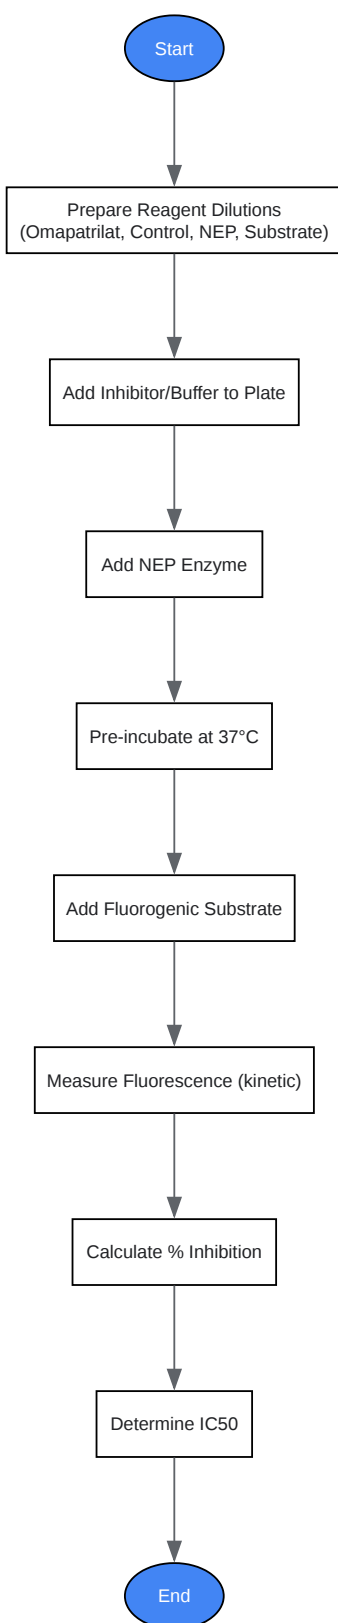 Start
Prepare Reagent Dilutions
(Omapatrilat, Control, NEP, Substrate)
Add Inhibitor/Buffer to Plate
Add NEP Enzyme
Pre-incubate at 37°C
Add Fluorogenic Substrate
Measure Fluorescence (kinetic)
Calculate % Inhibition
Determine IC50
End